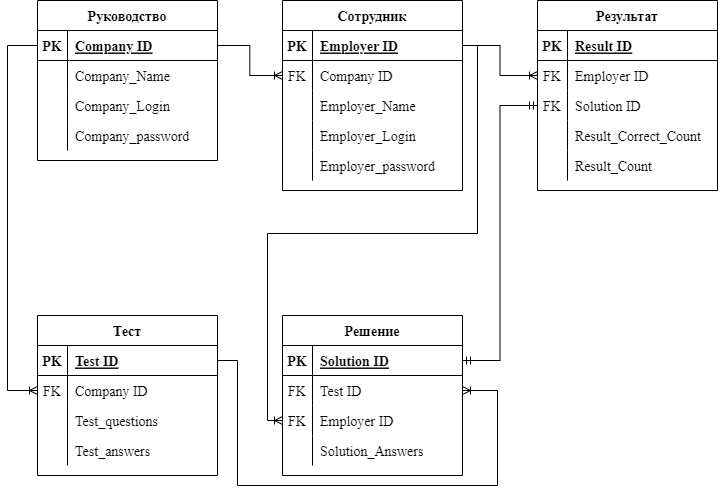 Руководство
PK Company ID
Company_Name
Company_Login
Company_password
Сотрудник
PK Employer ID
FK Company ID
Employer_Name
Employer_Login
Employer_password
Результат
PK Result ID
FK Employer ID
FK Solution ID
Result_Correct_Count
Result_Count
Тест
PK Test ID
FK Company ID
Test_questions
Test_answers
Решение
PK Solution ID
FK Test ID
FK Employer ID
Solution_Answers